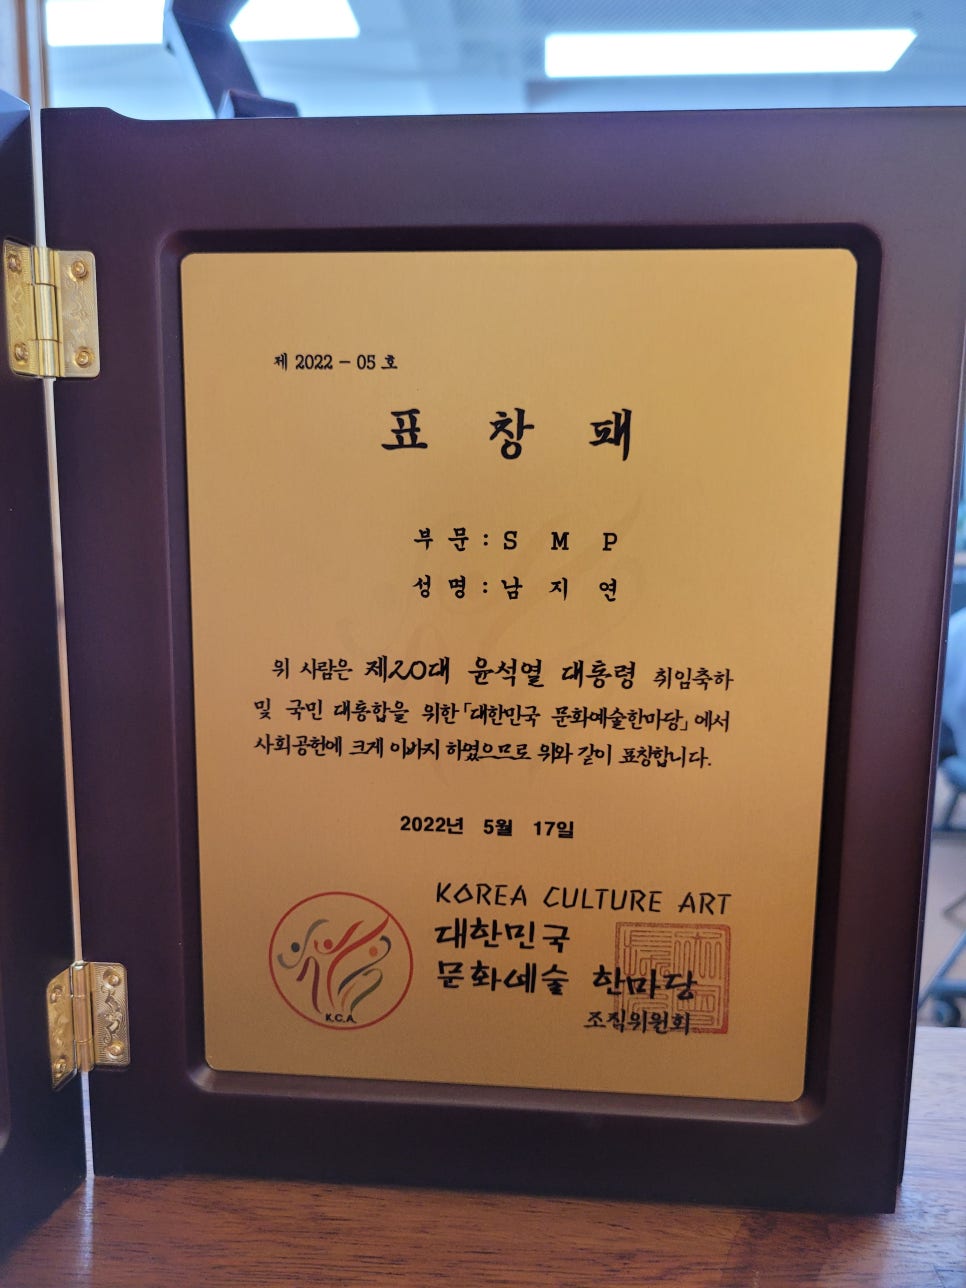 제 2022 - 05 호
표 창 패
부 문 : S M P
성 명 : 남 지 연
위 사람은 제20대 윤석열 대통령 취임축하
및 국민 대통합을 위한「대한민국 문화예술한마당」에서
사회공헌에 크게 이바지 하였으므로 위와 같이 표창합니다.
2022년 5월 17일
KOREA CULTURE ART
대한민국
문화예술 한마당
조직위원회
K.C.A